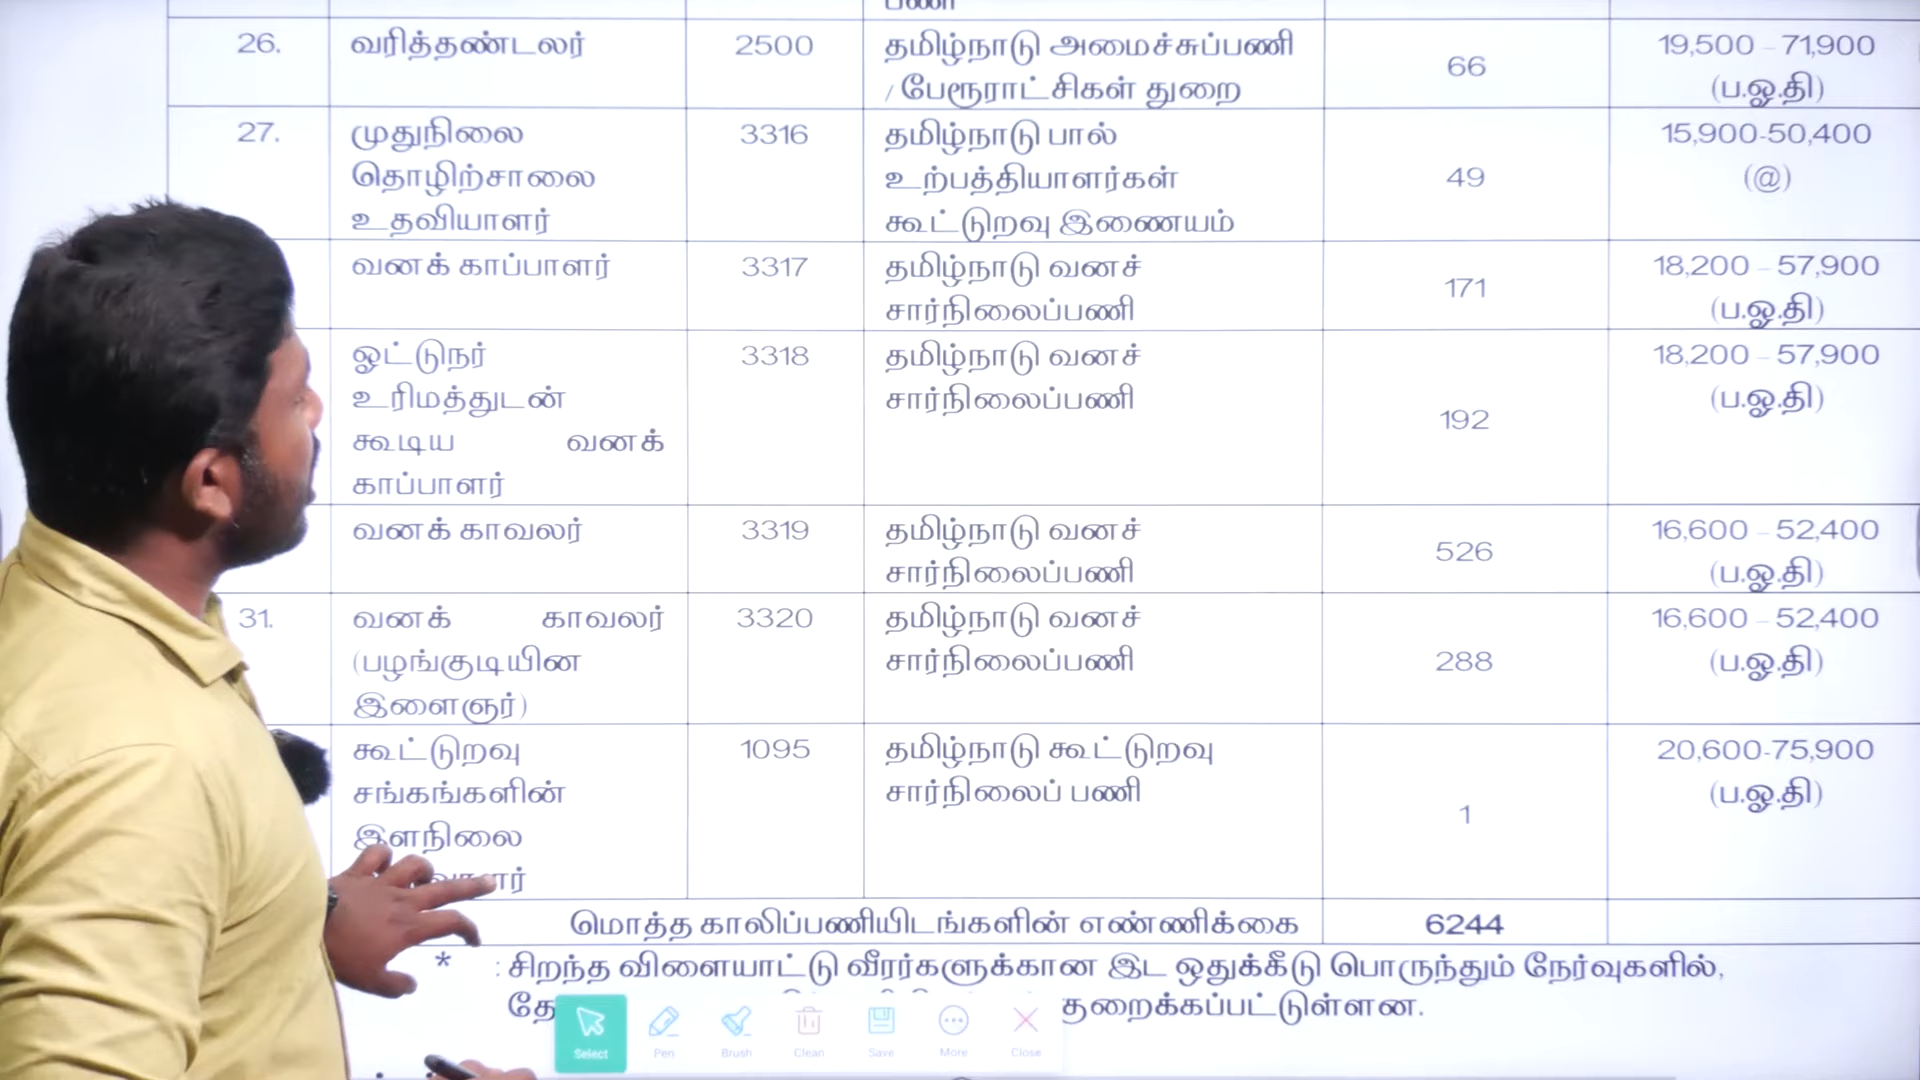 26. வரித்தண்டலர் 2500 தமிழ்நாடு அமைச்சுப்பணி 66 19,500 - 71,900
/ பேரூராட்சிகள் துறை (ப.ஓ.தி)
27. முதுநிலை 3316 தமிழ்நாடு பால் 49 15,900-50,400
தொழிற்சாலை உற்பத்தியாளர்கள் (@)
உதவியாளர் கூட்டுறவு இணையம்
வனக் காப்பாளர் 3317 தமிழ்நாடு வனச் 171 18,200 - 57,900
சார்நிலைப்பணி (ப.ஓ.தி)
ஓட்டுநர் 3318 தமிழ்நாடு வனச் 192 18,200 - 57,900
உரிமத்துடன் சார்நிலைப்பணி (ப.ஓ.தி)
கூடிய வனக்
காப்பாளர்
வனக் காவலர் 3319 தமிழ்நாடு வனச் 526 16,600 - 52,400
சார்நிலைப்பணி (ப.ஓ.தி)
31. வனக் காவலர் 3320 தமிழ்நாடு வனச் 288 16,600 - 52,400
(பழங்குடியின சார்நிலைப்பணி (ப.ஓ.தி)
இளைஞர்)
கூட்டுறவு 1095 தமிழ்நாடு கூட்டுறவு 1 20,600-75,900
சங்கங்களின் சார்நிலைப் பணி (ப.ஓ.தி)
இளநிலை
மொத்த காலிப்பணியிடங்களின் எண்ணிக்கை 6244
* : சிறந்த விளையாட்டு வீரர்களுக்கான இட ஒதுக்கீடு பொருந்தும் நேர்வுகளில்,
தறைக்கப்பட்டுள்ளன.
Select Pen Brush Clean Save More Close